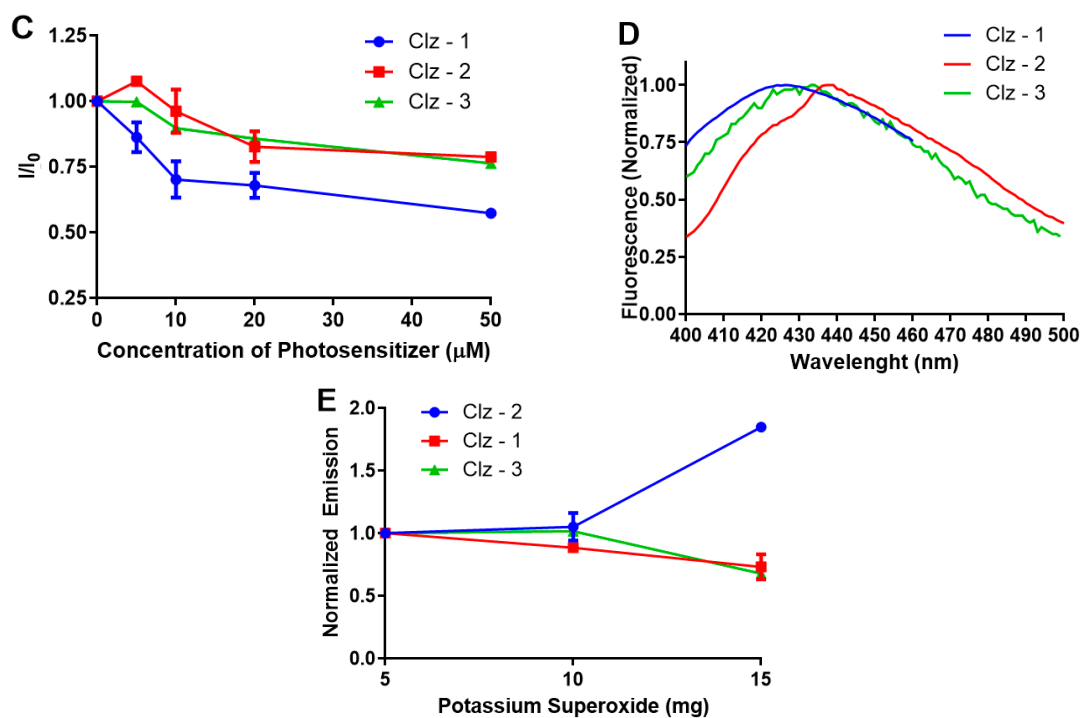 C
I/I0
1.25
1.00
0.75
0.50
0.25
0 10 20 30 40 50
Concentration of Photosensitizer (μM)
Clz - 1
Clz - 2
Clz - 3
D
Fluorescence (Normalized)
1.00
0.75
0.50
0.25
0.00
400 410 420 430 440 450 460 470 480 490 500
Wavelenght (nm)
Clz - 1
Clz - 2
Clz - 3
E
Normalized Emission
2.0
1.5
1.0
0.5
0.0
5 10 15
Potassium Superoxide (mg)
Clz - 2
Clz - 1
Clz - 3